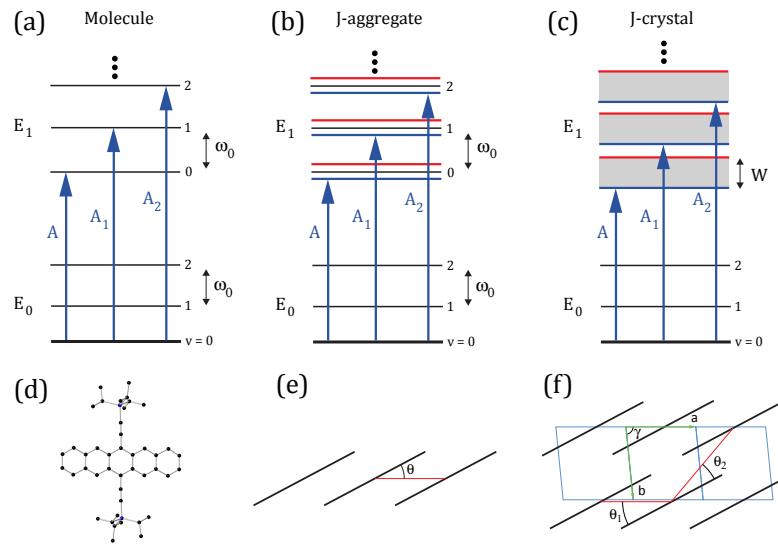 (a) Molecule
2
E₁ 1
ω₀
0
A A₁ A₂
2
ω₀
E₀ 1
v = 0
(b) J-aggregate
2
E₁ 1
ω₀
0
A A₁ A₂
2
ω₀
E₀ 1
v = 0
(c) J-crystal
E₁
W
A A₁ A₂
2
E₀ 1
v = 0
(d)
(e)
θ
(f)
a
γ
θ₂
b
θ₁